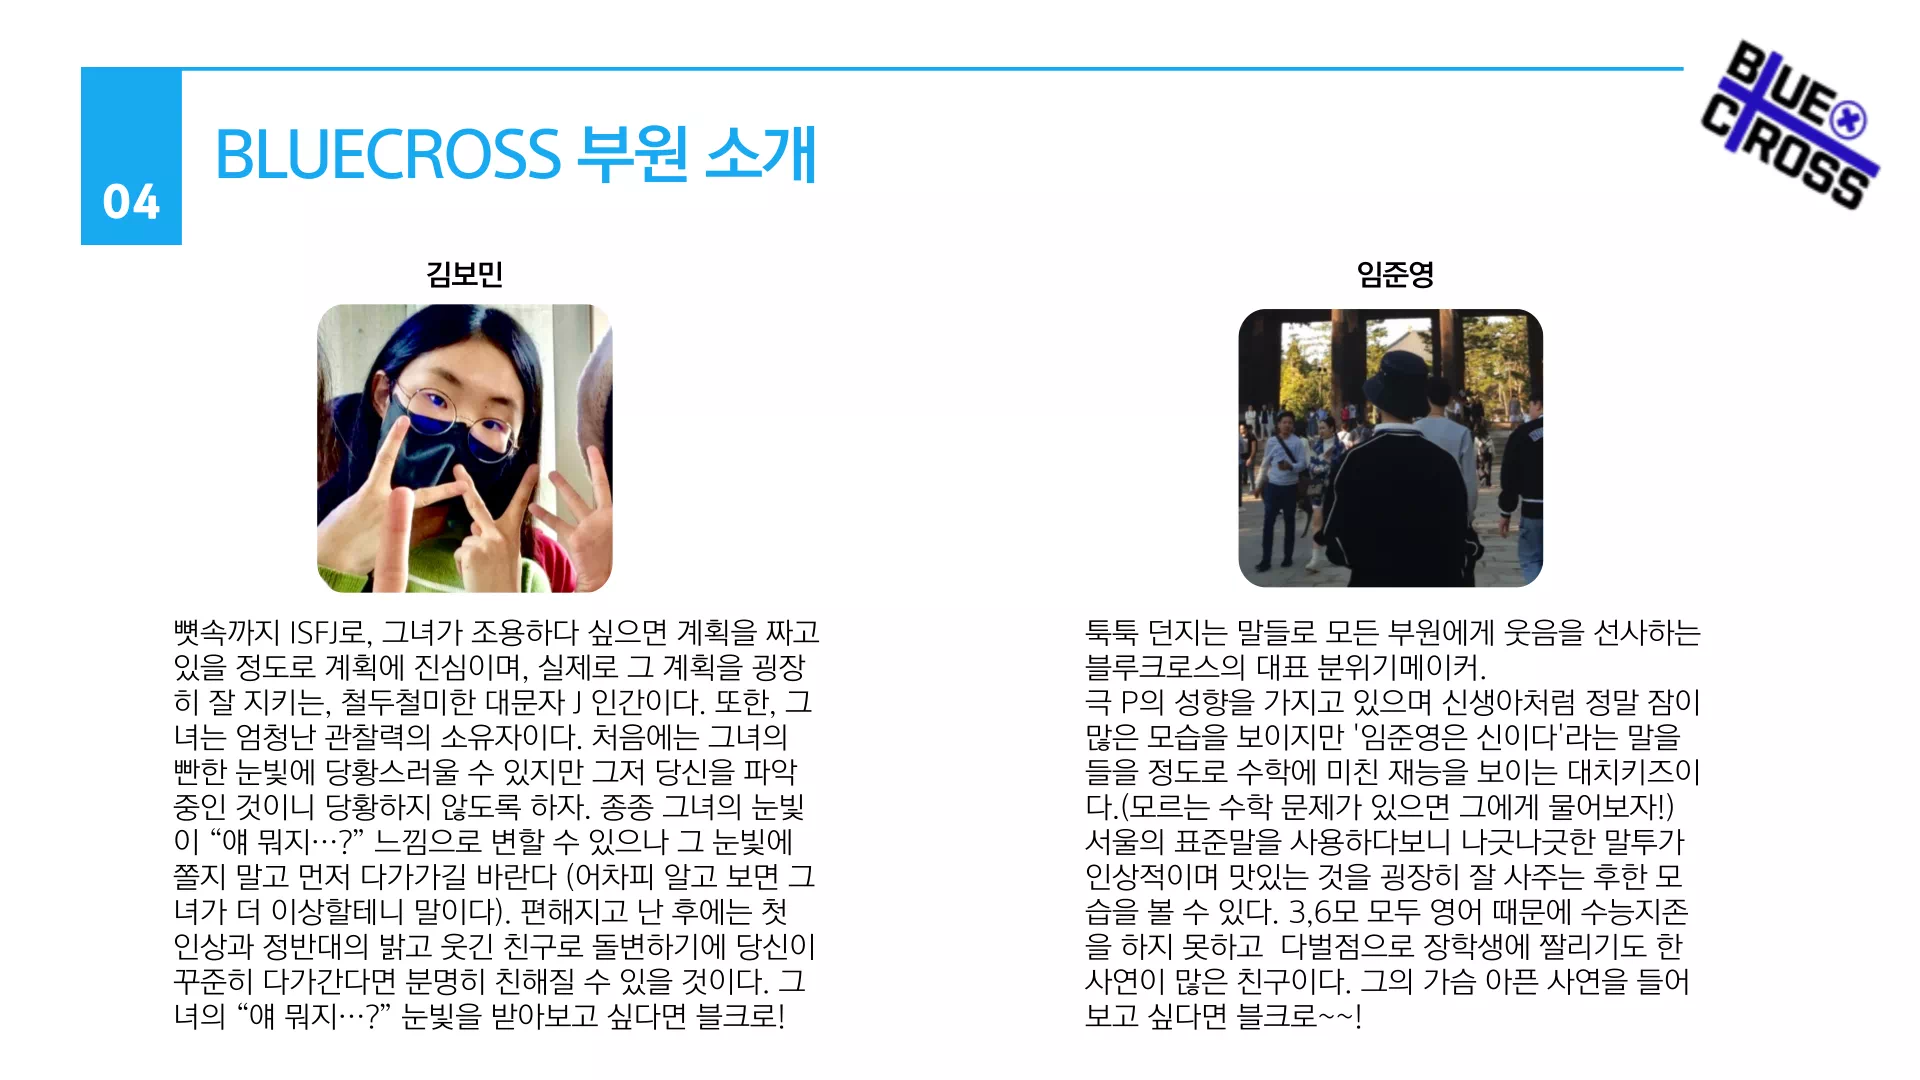 04
BLUECROSS 부원 소개
BLUE
CROSS
김보민
뼛속까지 ISFJ로, 그녀가 조용하다 싶으면 계획을 짜고
있을 정도로 계획에 진심이며, 실제로 그 계획을 굉장
히 잘 지키는, 철두철미한 대문자 J 인간이다. 또한, 그
녀는 엄청난 관찰력의 소유자이다. 처음에는 그녀의
빤한 눈빛에 당황스러울 수 있지만 그저 당신을 파악
중인 것이니 당황하지 않도록 하자. 종종 그녀의 눈빛
이 “얘 뭐지…?” 느낌으로 변할 수 있으나 그 눈빛에
쫄지 말고 먼저 다가가길 바란다 (어차피 알고 보면 그
녀가 더 이상할테니 말이다). 편해지고 난 후에는 첫
인상과 정반대의 밝고 웃긴 친구로 돌변하기에 당신이
꾸준히 다가간다면 분명히 친해질 수 있을 것이다. 그
녀의 “얘 뭐지…?” 눈빛을 받아보고 싶다면 블크로!
임준영
툭툭 던지는 말들로 모든 부원에게 웃음을 선사하는
블루크로스의 대표 분위기메이커.
극 P의 성향을 가지고 있으며 신생아처럼 정말 잠이
많은 모습을 보이지만 '임준영은 신이다'라는 말을
들을 정도로 수학에 미친 재능을 보이는 대치키즈이
다.(모르는 수학 문제가 있으면 그에게 물어보자!)
서울의 표준말을 사용하다보니 나긋나긋한 말투가
인상적이며 맛있는 것을 굉장히 잘 사주는 후한 모
습을 볼 수 있다. 3,6모 모두 영어 때문에 수능지존
을 하지 못하고  다벌점으로 장학생에 짤리기도 한
사연이 많은 친구이다. 그의 가슴 아픈 사연을 들어
보고 싶다면 블크로~~!